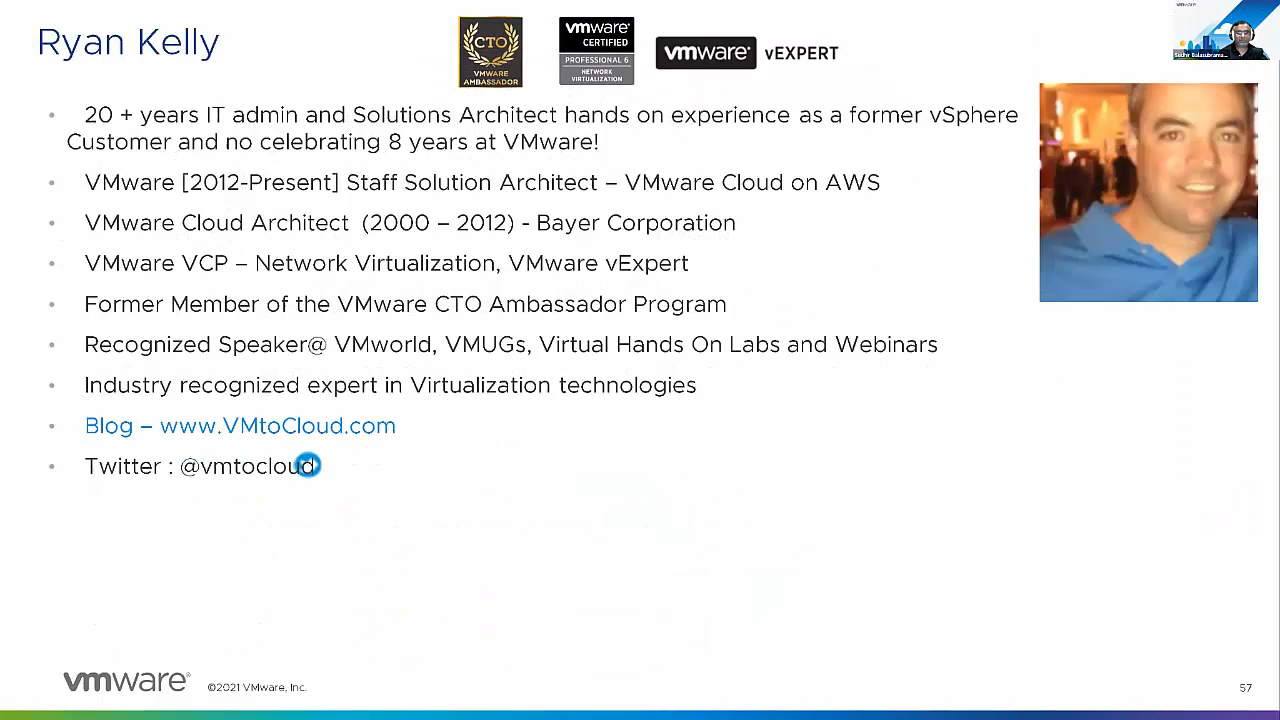 Ryan Kelly
CTO
VMWARE
AMBASSADOR
vmware
CERTIFIED
PROFESSIONAL 6
NETWORK
VIRTUALIZATION
vmware vEXPERT
vmware
• 20 + years IT admin and Solutions Architect hands on experience as a former vSphere
Customer and no celebrating 8 years at VMware!
• VMware [2012-Present] Staff Solution Architect – VMware Cloud on AWS
• VMware Cloud Architect (2000 – 2012) - Bayer Corporation
• VMware VCP – Network Virtualization, VMware vExpert
• Former Member of the VMware CTO Ambassador Program
• Recognized Speaker@ VMworld, VMUGs, Virtual Hands On Labs and Webinars
• Industry recognized expert in Virtualization technologies
• Blog – www.VMtoCloud.com
• Twitter : @vmtocloud
vmware® ©2021 VMware, Inc.
57